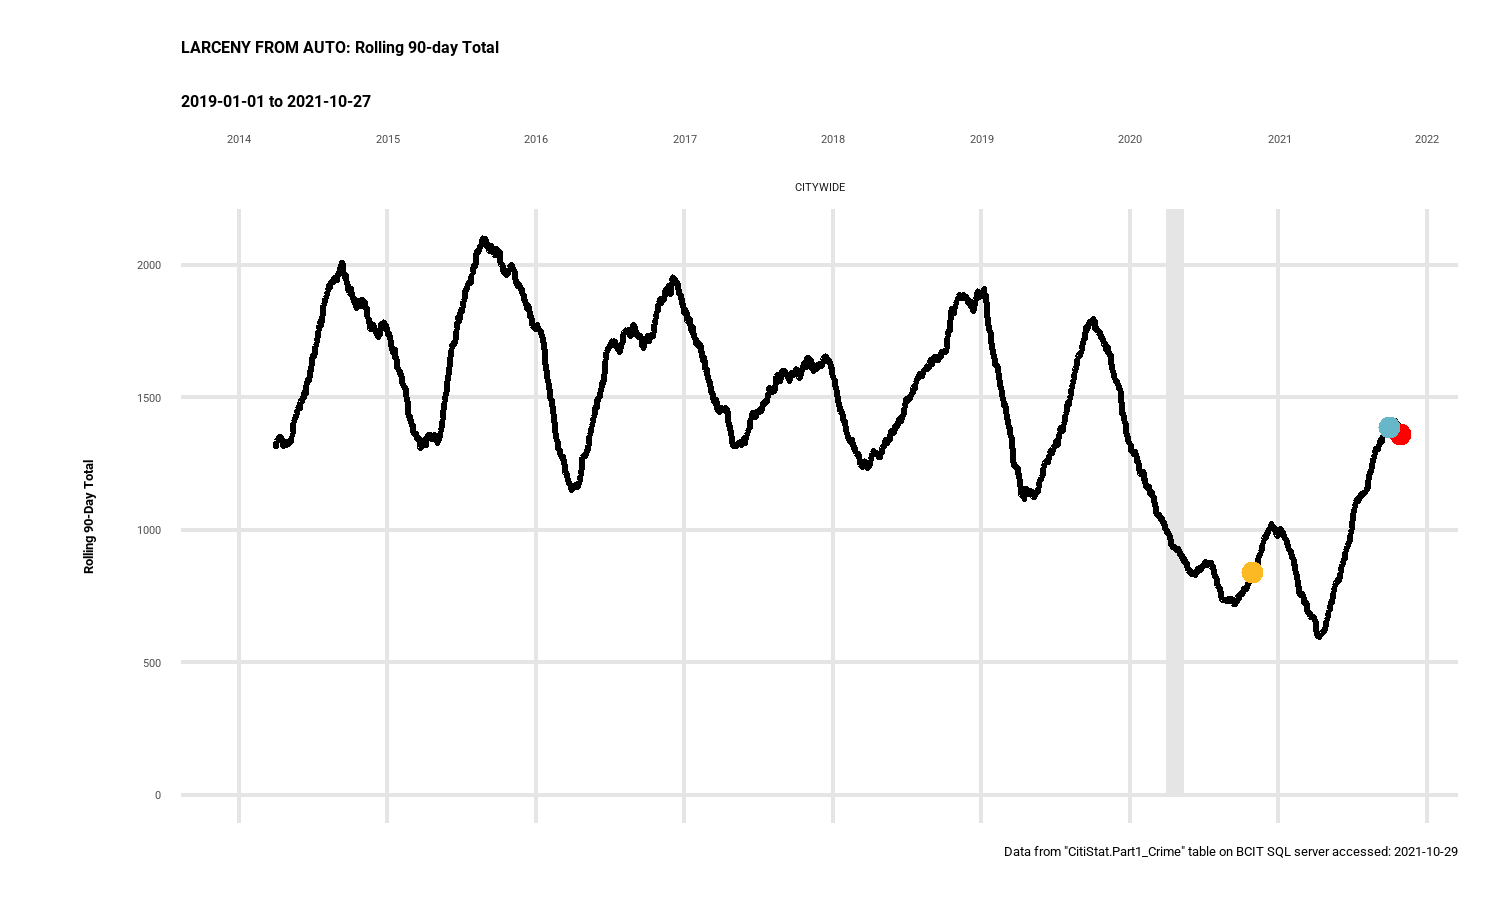 LARCENY FROM AUTO: Rolling 90-day Total
2019-01-01 to 2021-10-27
2014 2015 2016 2017 2018 2019 2020 2021 2022
CITYWIDE
2000
1500
1000
500
0
Rolling 90-Day Total
Data from "CitiStat.Part1_Crime" table on BCIT SQL server accessed: 2021-10-29